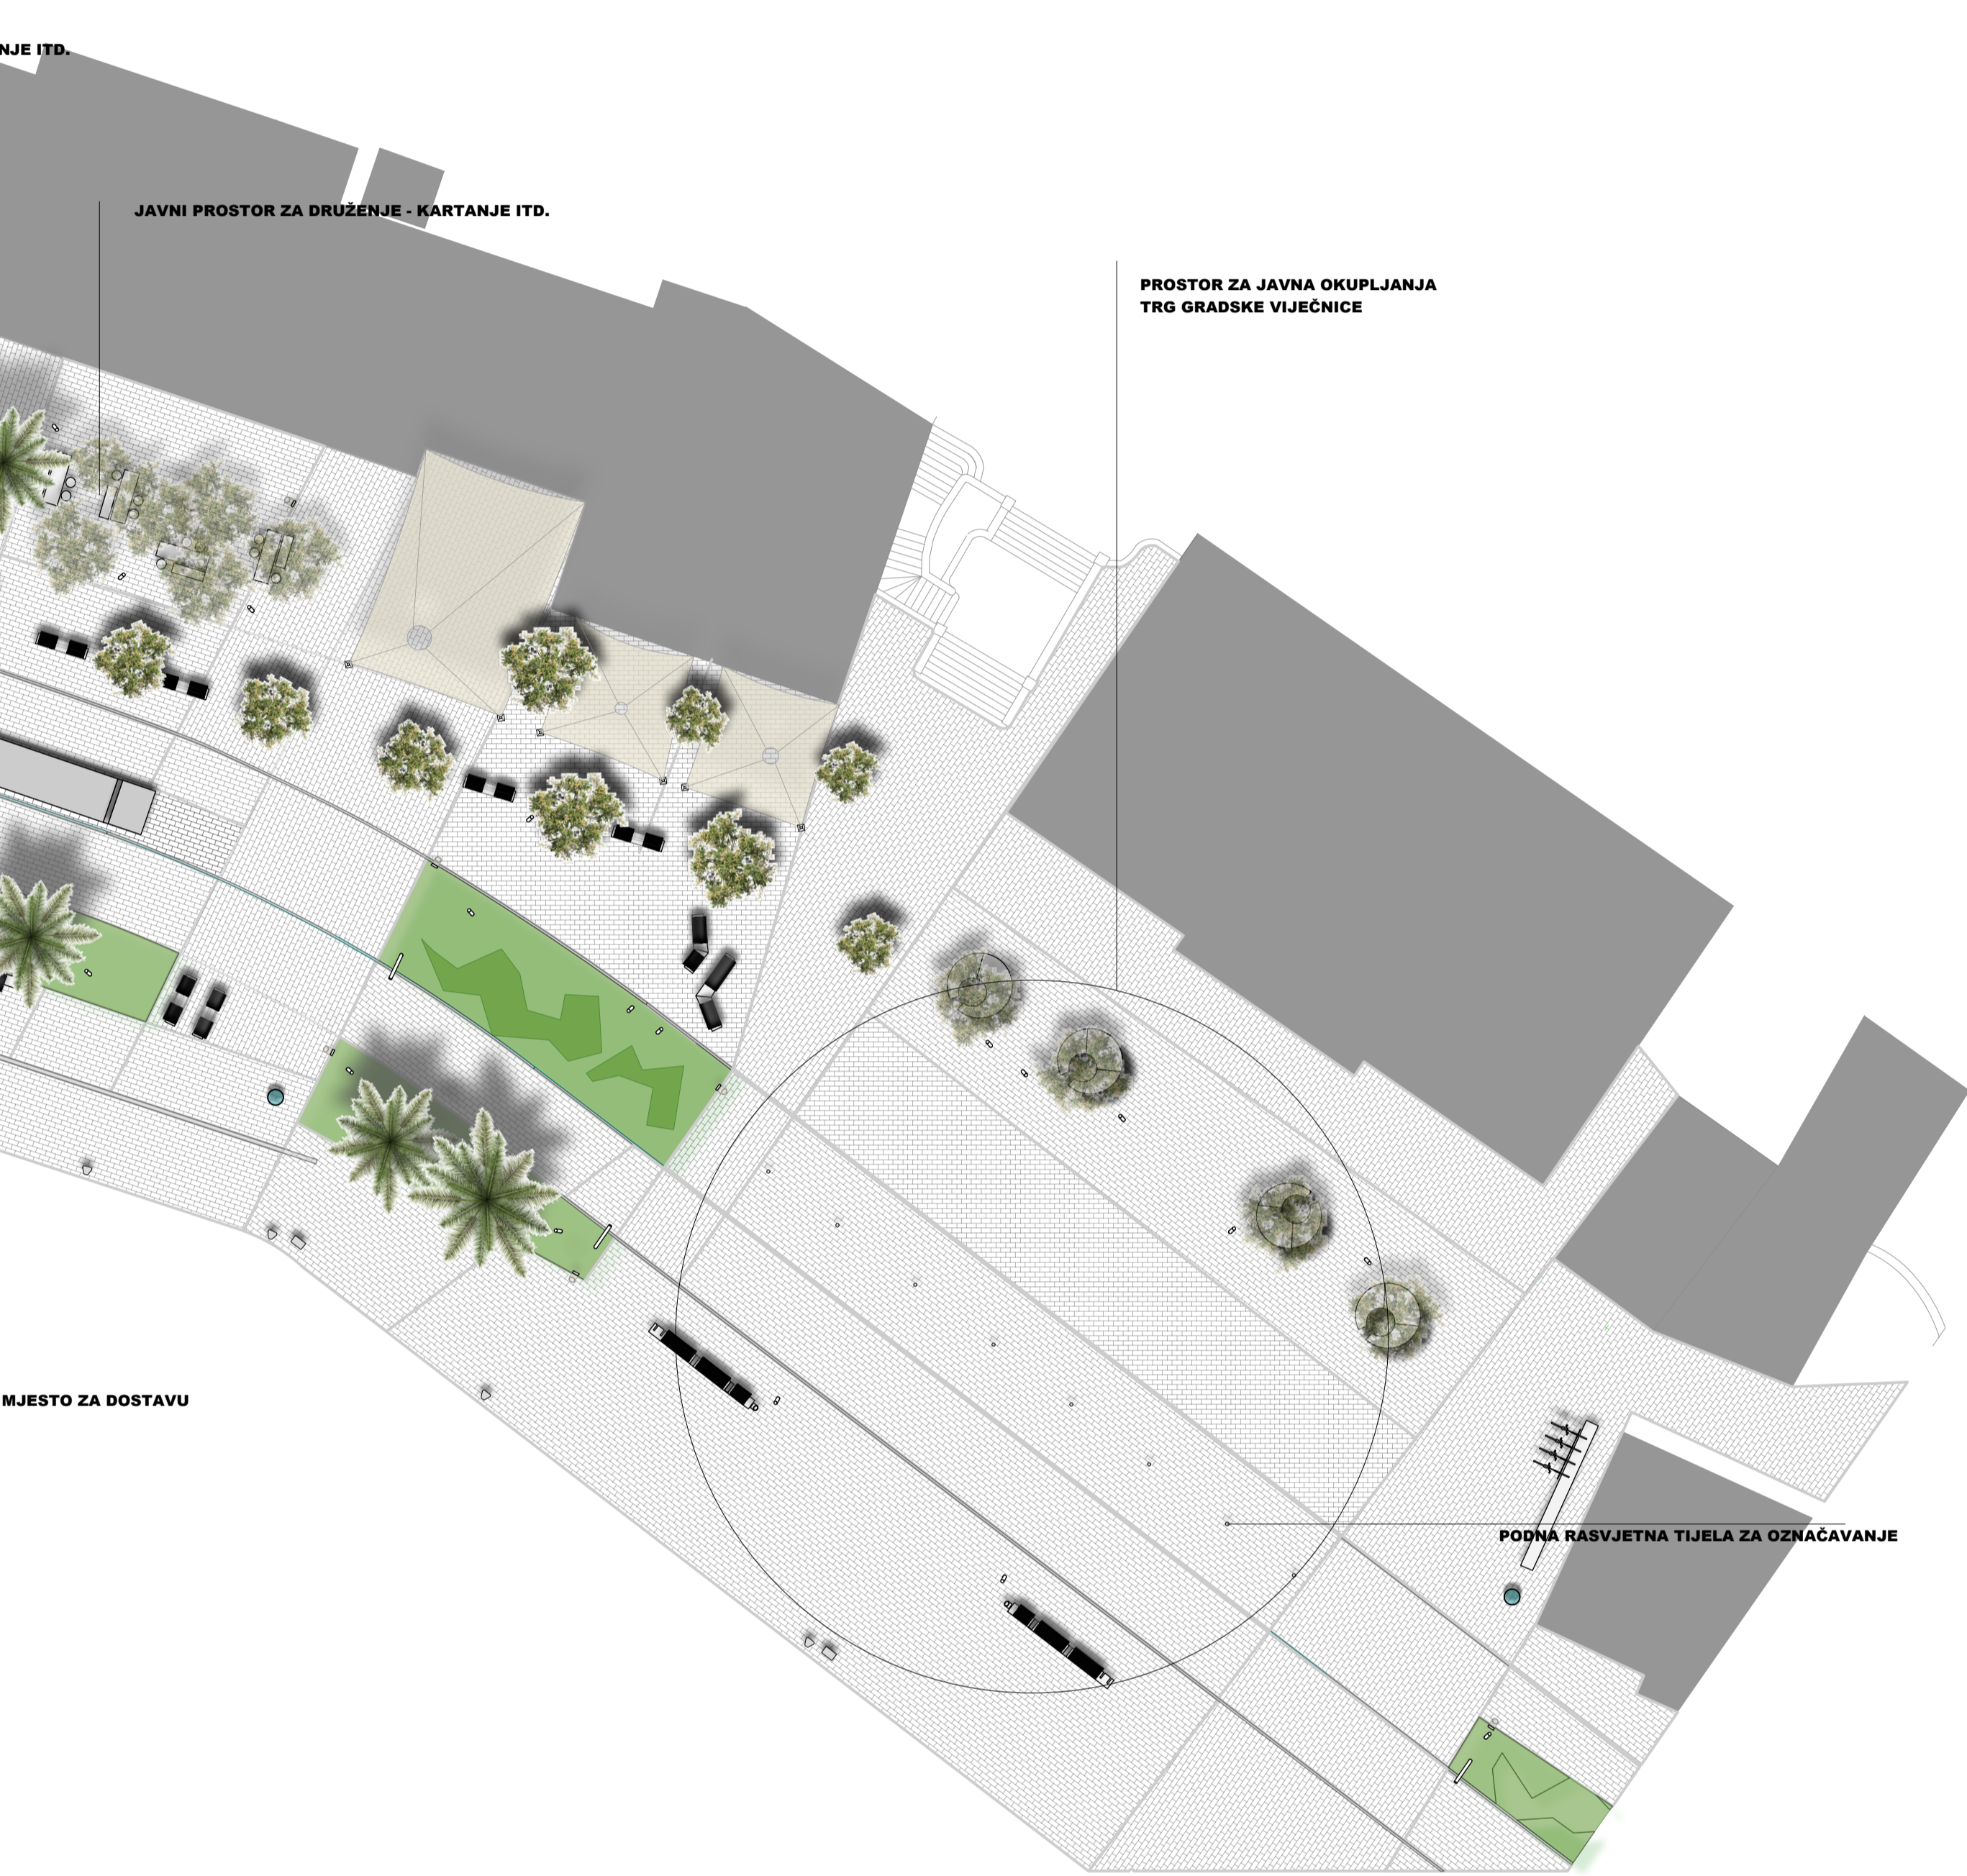 NJE ITD.
JAVNI PROSTOR ZA DRUŽENJE - KARTANJE ITD.
PROSTOR ZA JAVNA OKUPLJANJA
TRG GRADSKE VIJEČNICE
MJESTO ZA DOSTAVU
PODNA RASVJETNA TIJELA ZA OZNAČAVANJE